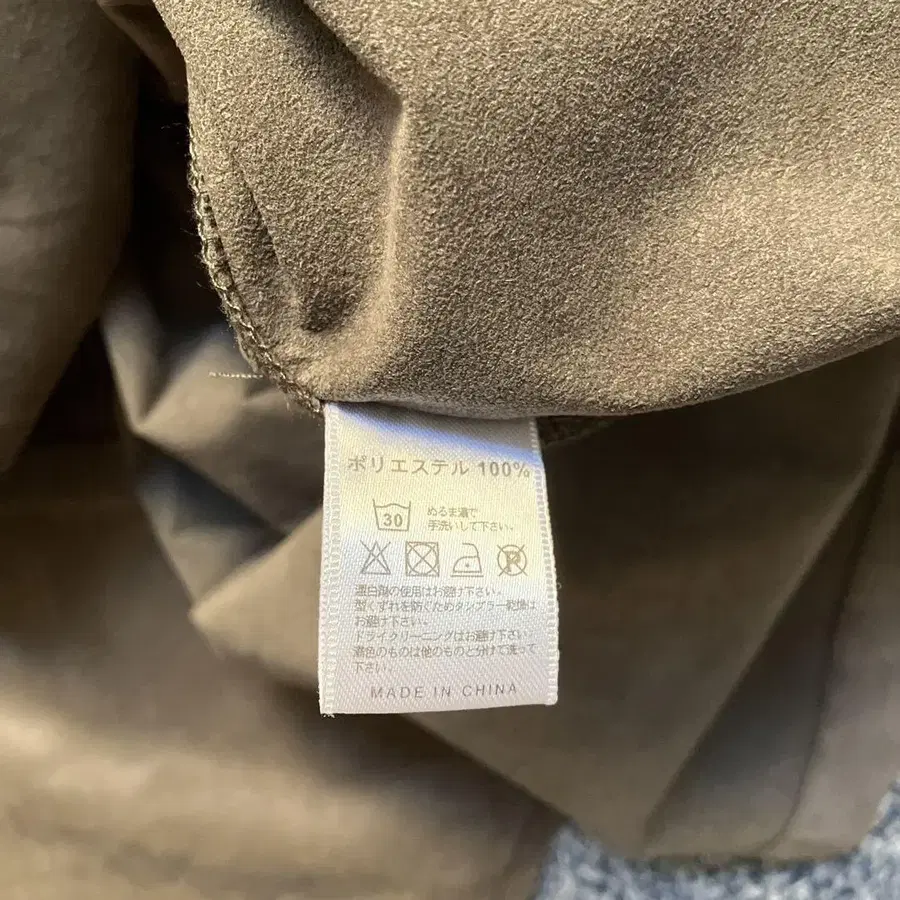 ポリエステル 100%
30
ぬるま湯で
手洗いして下さい。
P
漂白剤の使用はお避け下さい。
型くずれを防ぐためタンブラー乾燥は
お避け下さい。
ドライクリーニングはお避け下さい。
濃色のものは他のものと分けて洗って
下さい。
MADE IN CHINA